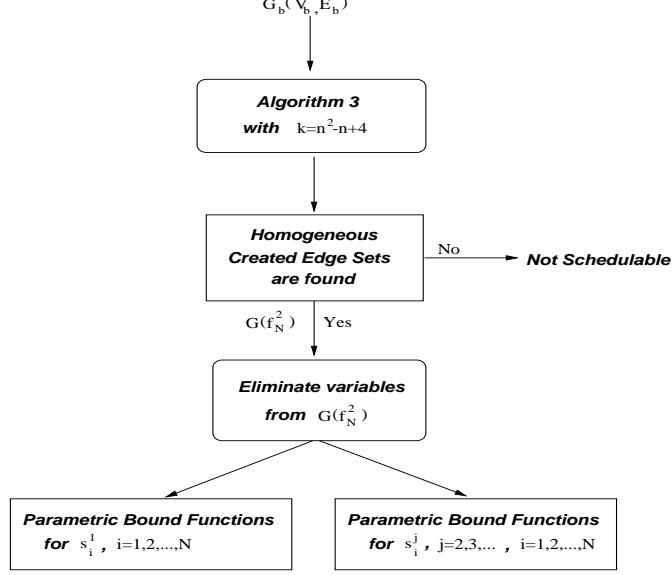 G_b(V_b,E_b)
Algorithm 3
with k=n^2-n+4
Homogeneous
Created Edge Sets
are found
No
Not Schedulable
G(f_N^2) Yes
Eliminate variables
from G(f_N^2)
Parametric Bound Functions
for s_i^1 , i=1,2,...,N
Parametric Bound Functions
for s_i^j , j=2,3,... , i=1,2,...,N